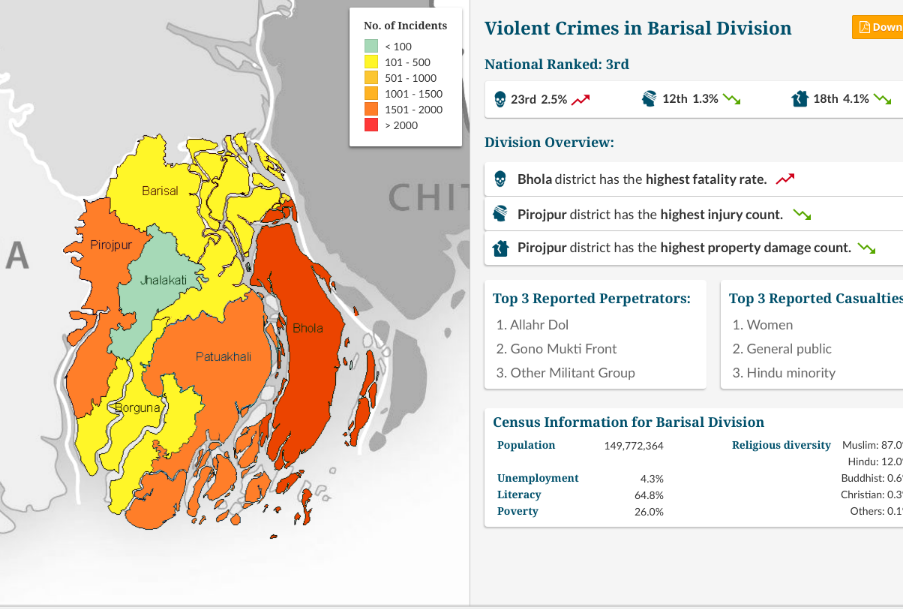 No. of Incidents
< 100
101 - 500
501 - 1000
1001 - 1500
1501 - 2000
> 2000
Barisal
Pirojpur
Jhalakati
Bhola
Patuakhali
Borguna
A
CHIT
Violent Crimes in Barisal Division
Down
National Ranked: 3rd
23rd 2.5% 12th 1.3% 18th 4.1%
Division Overview:
Bhola district has the highest fatality rate.
Pirojpur district has the highest injury count.
Pirojpur district has the highest property damage count.
Top 3 Reported Perpetrators:
1. Allahr Dol
2. Gono Mukti Front
3. Other Militant Group
Top 3 Reported Casualties
1. Women
2. General public
3. Hindu minority
Census Information for Barisal Division
Population 149,772,364
Unemployment 4.3%
Literacy 64.8%
Poverty 26.0%
Religious diversity Muslim: 87.0
Hindu: 12.0
Buddhist: 0.6
Christian: 0.3
Others: 0.1